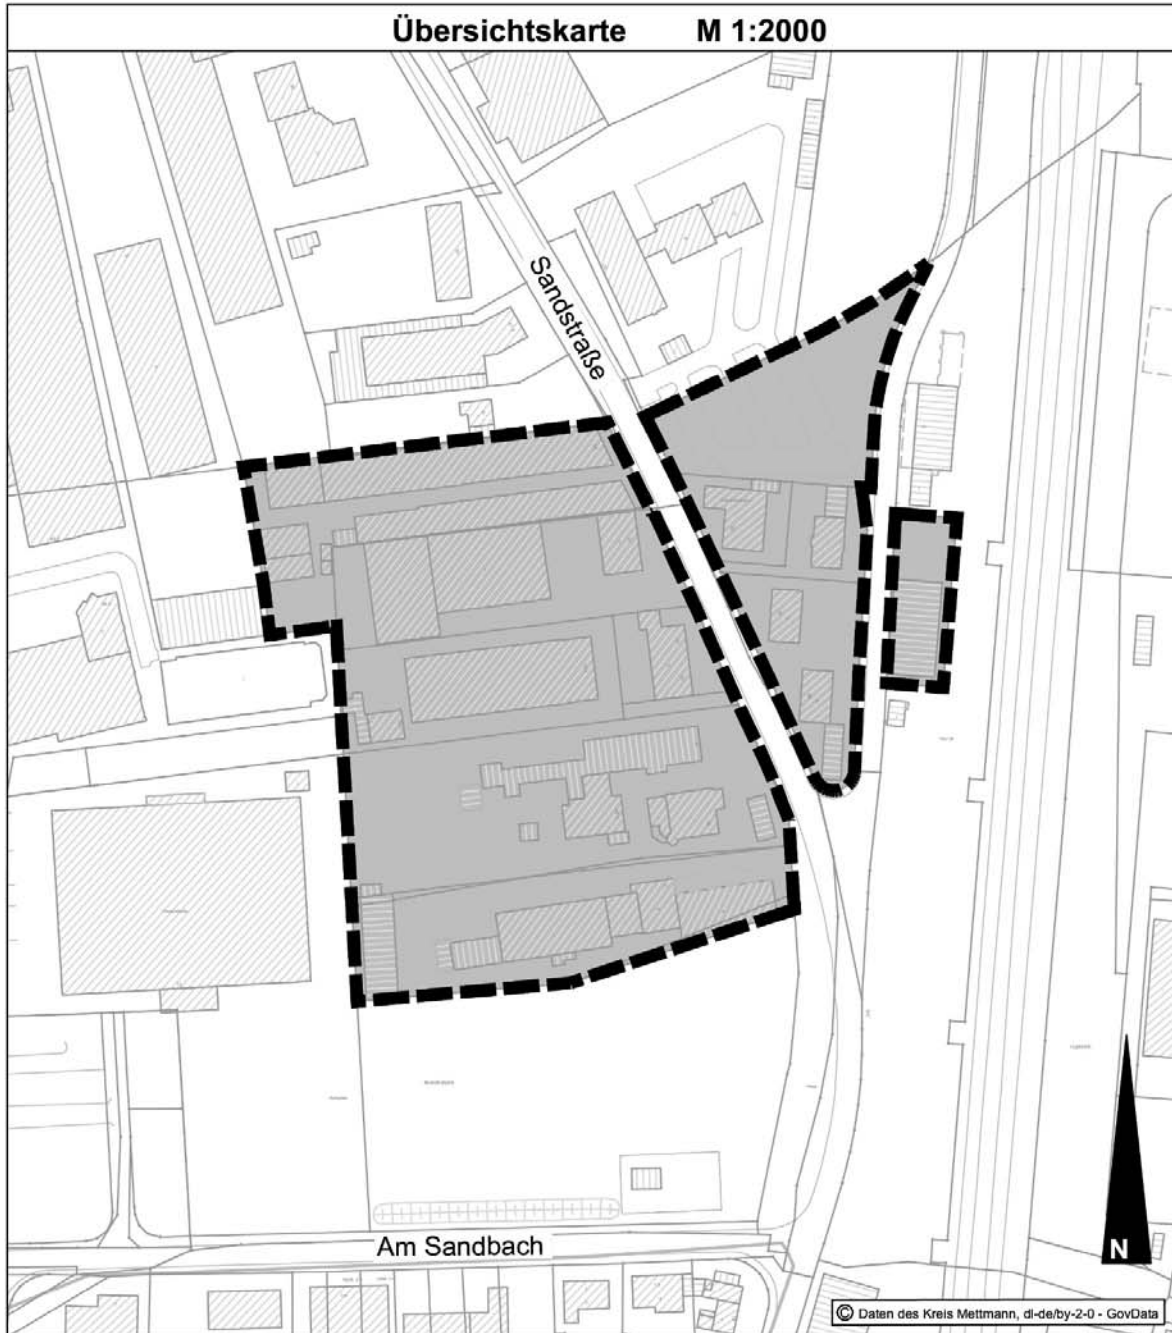 Übersichtskarte M 1:2000
Sandstraße
Am Sandbach
N
© Daten des Kreis Mettmann, dl-de/by-2-0 - GovData